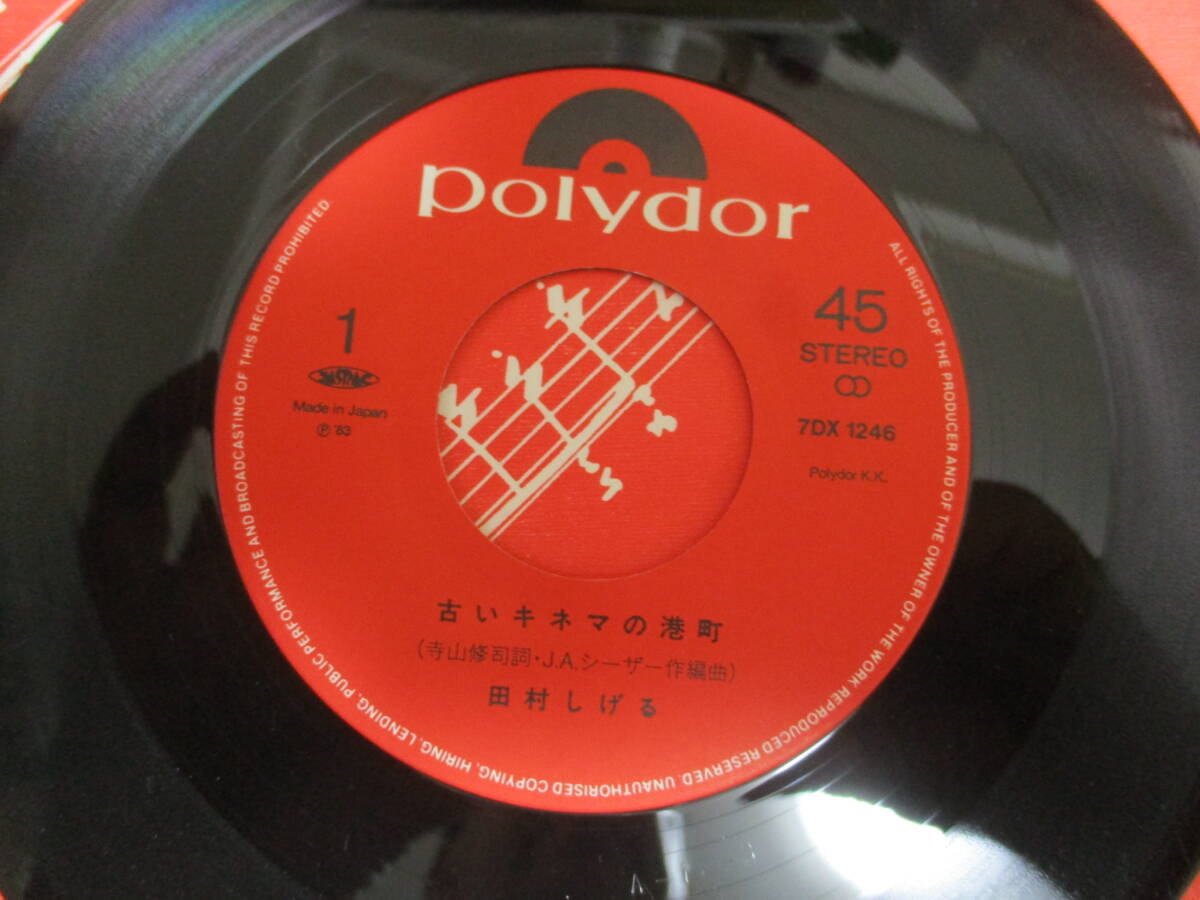 polydor
1
Made in Japan
Ⓟ '83
45
STEREO
7DX 1246
Polydor K.K.
古いキネマの港町
(寺山修司詞・J.A.シーザー作編曲)
田村しげる
ALL RIGHTS OF THE PRODUCER AND OF THE OWNER OF THE WORK REPRODUCED RESERVED. UNAUTHORISED COPYING, HIRING, LENDING, PUBLIC PERFORMANCE AND BROADCASTING OF THIS RECORD PROHIBITED.